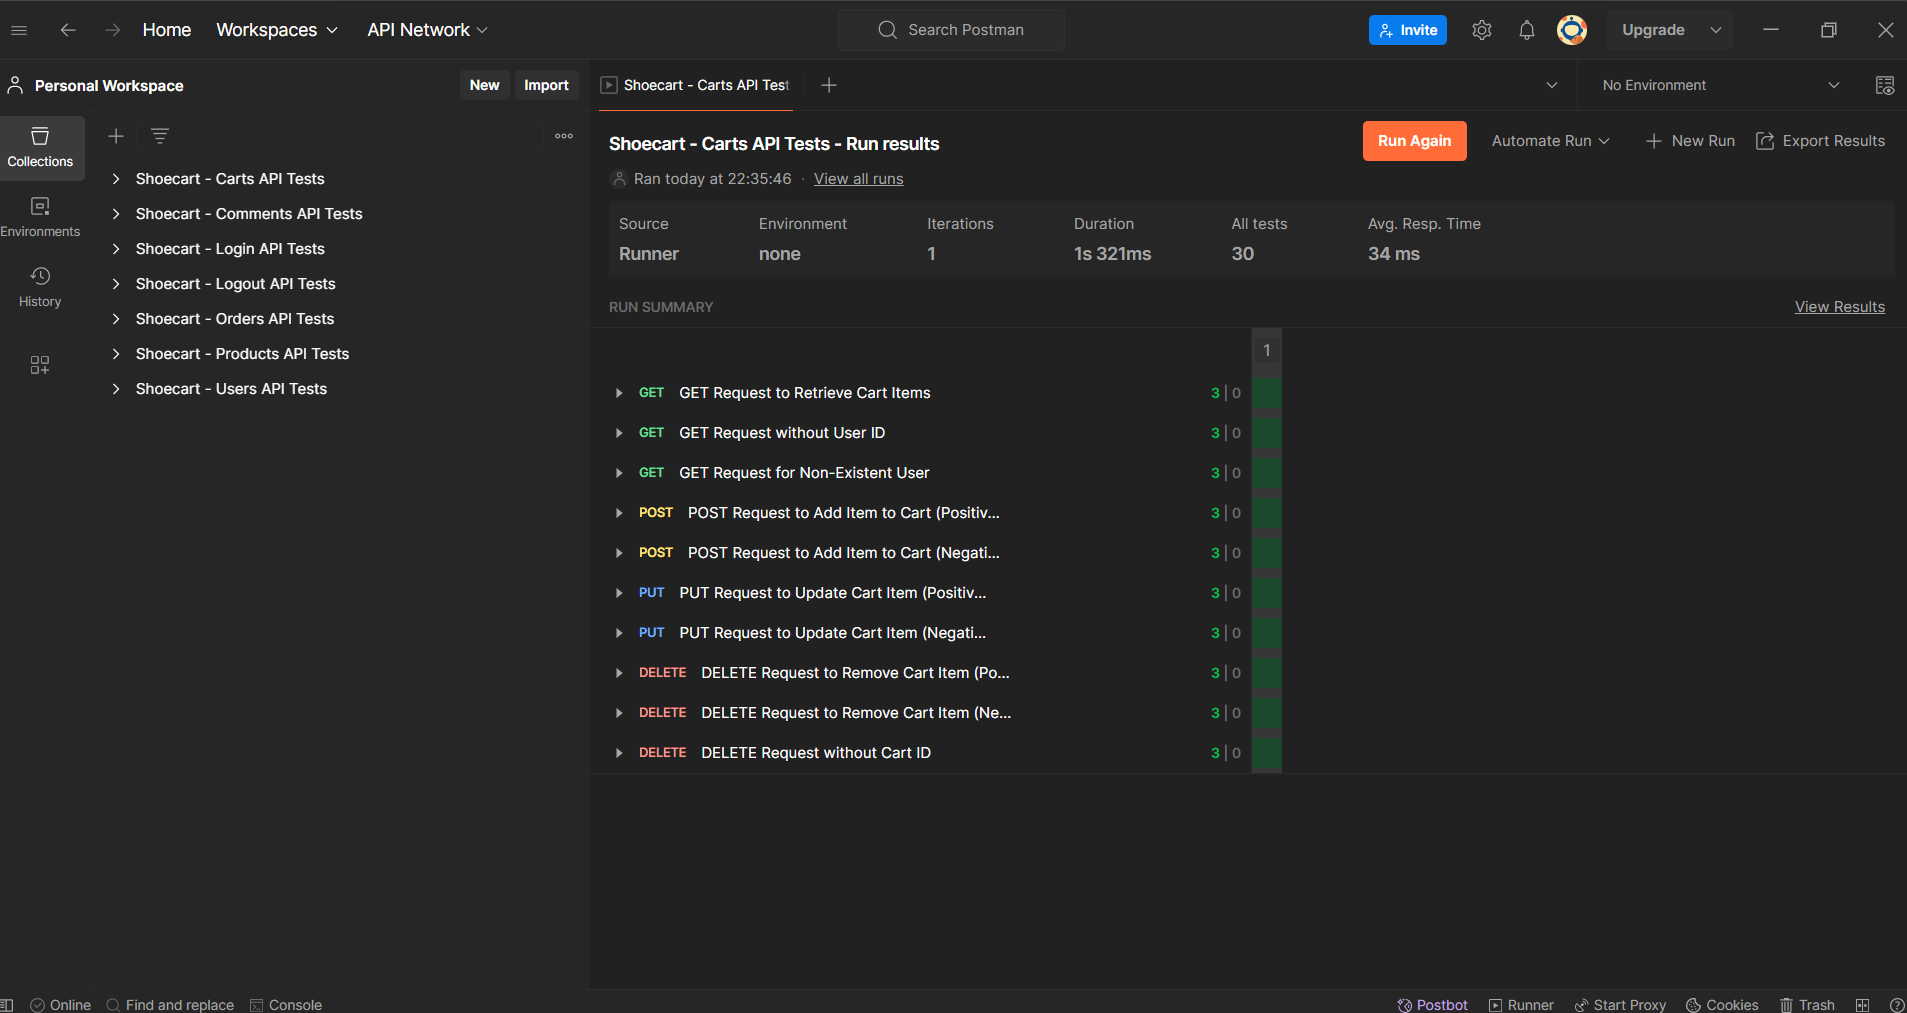 Home Workspaces API Network Search Postman Invite Upgrade
Personal Workspace New Import Shoecart - Carts API Test No Environment
Collections
Environments
History
Shoecart - Carts API Tests
Shoecart - Comments API Tests
Shoecart - Login API Tests
Shoecart - Logout API Tests
Shoecart - Orders API Tests
Shoecart - Products API Tests
Shoecart - Users API Tests
Shoecart - Carts API Tests - Run results Run Again Automate Run New Run Export Results
Ran today at 22:35:46 · View all runs
Source Environment Iterations Duration All tests Avg. Resp. Time
Runner none 1 1s 321ms 30 34 ms
RUN SUMMARY View Results
1
GET GET Request to Retrieve Cart Items 3 | 0
GET GET Request without User ID 3 | 0
GET GET Request for Non-Existent User 3 | 0
POST POST Request to Add Item to Cart (Positiv... 3 | 0
POST POST Request to Add Item to Cart (Negati... 3 | 0
PUT PUT Request to Update Cart Item (Positiv... 3 | 0
PUT PUT Request to Update Cart Item (Negati... 3 | 0
DELETE DELETE Request to Remove Cart Item (Po... 3 | 0
DELETE DELETE Request to Remove Cart Item (Ne... 3 | 0
DELETE DELETE Request without Cart ID 3 | 0
Online Find and replace Console Postbot Runner Start Proxy Cookies Trash